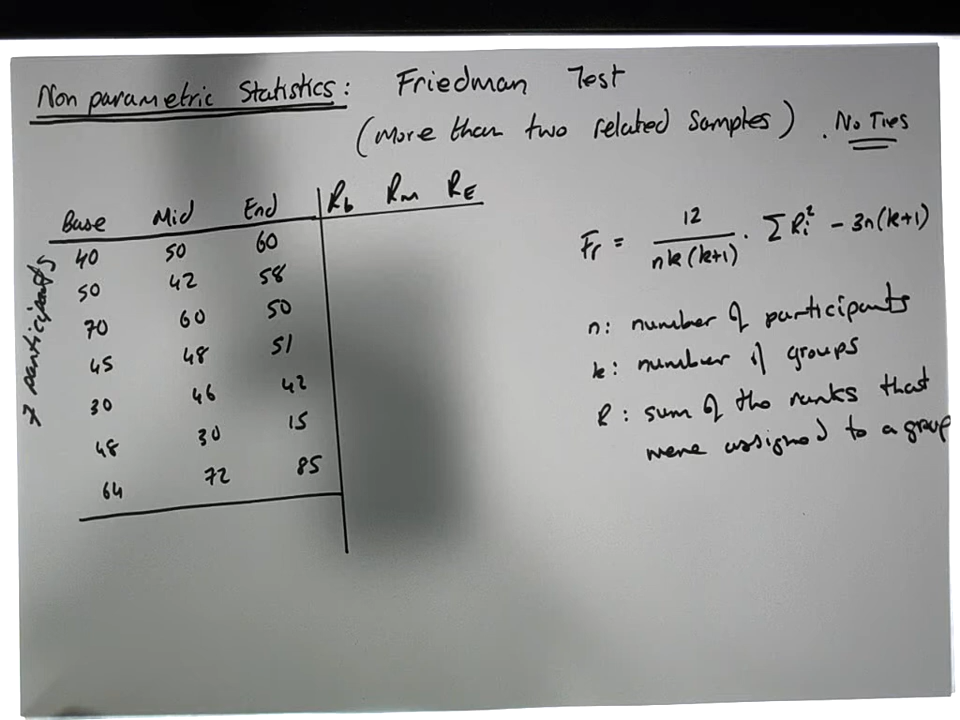 Non parametric Statistics: Friedman Test
(More than two related samples). No Ties
Base Mid End Rb RM RE
40 50 60
50 42 58
70 60 50
45 48 51
30 46 42
48 30 15
64 72 85
7 participants
Fr = 12 / nk(k+1) . ∑Ri² - 3n(k+1)
n: number of participants
k: number of groups
R: sum of the ranks that
were assigned to a group